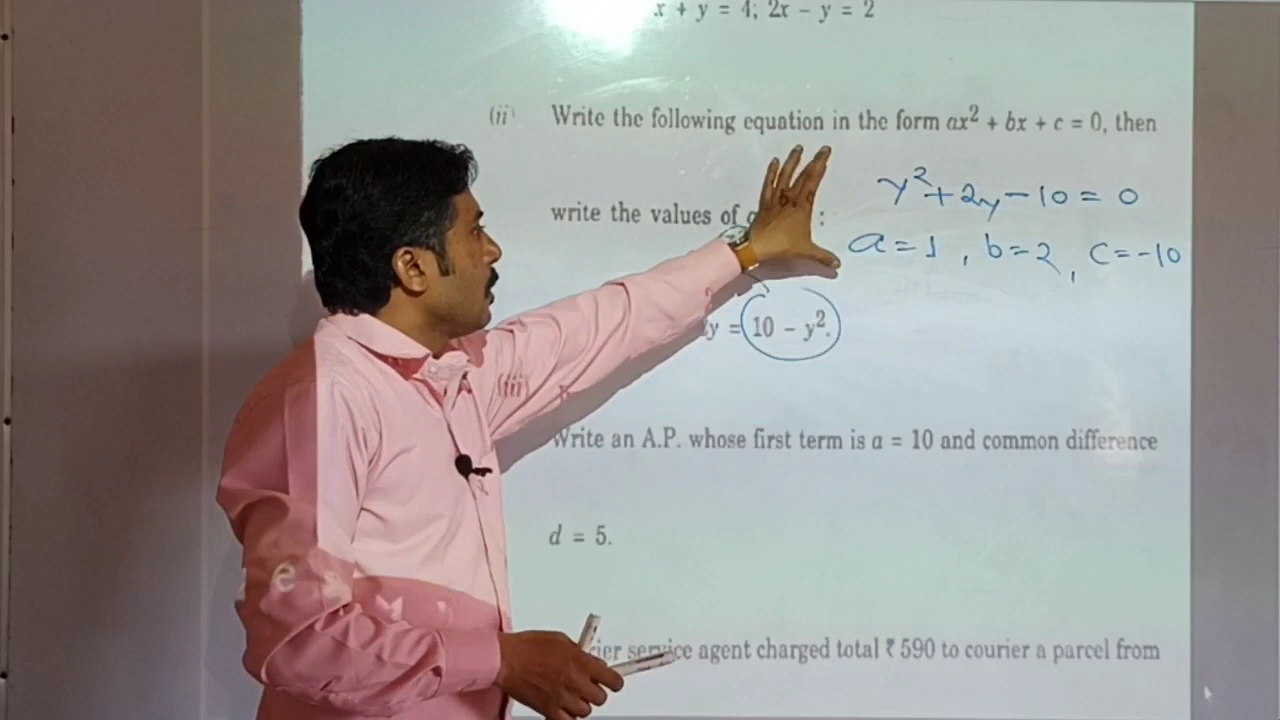 x + y = 4; 2x − y = 2
(ii) Write the following equation in the form ax² + bx + c = 0, then
y² + 2y − 10 = 0
write the values of :
a = 1 , b = 2 , c = −10
y = 10 − y².
(iii)
Write an A.P. whose first term is a = 10 and common difference
d = 5.
service agent charged total ₹ 590 to courier a parcel from